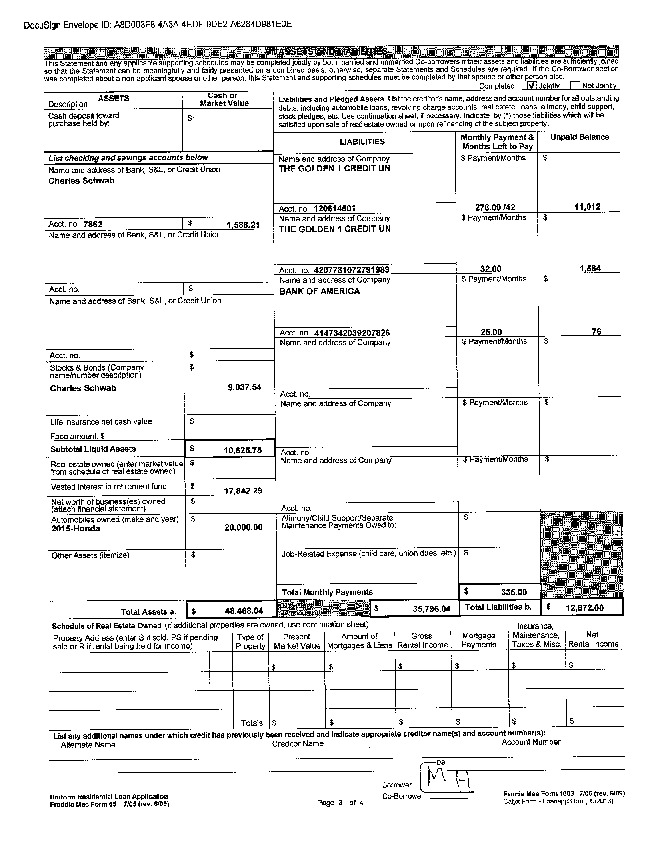 DocuSign Envelope ID:
This Statement and any applicable supporting schedules may be completed jointly by both married and unmarried Co-borrowers if their assets and liabilities are sufficiently joined
so that the Statement can be meaningfully and fairly presented on a combined basis; otherwise, separate Statements and Schedules are required. If the Co-Borrower section
was completed about a non applicant spouse or other person, this Statement and supporting schedules must be completed by that spouse or other person also.
Completed Jointly Not Jointly
ASSETS Cash or Market Value
Description
Cash deposit toward purchase held by: $
Liabilities and Pledged Assets. List the creditor's name, address and account number for all outstanding
debts, including automobile loans, revolving charge accounts, real estate loans, alimony, child support,
stock pledges, etc. Use continuation sheet, if necessary. Indicate by (*) those liabilities which will be
satisfied upon sale of real estate owned or upon refinancing of the subject property.
LIABILITIES Monthly Payment & Months Left to Pay Unpaid Balance
List checking and savings accounts below
Name and address of Bank, S&L, or Credit Union
Charles Schwab
Acct. no. 7862 $ 1,588.21
Name and address of Company $ Payment/Months $
THE GOLDEN 1 CREDIT UN
Acct. no. 276.00 /42 11,012
Name and address of Bank, S&L, or Credit Union
Name and address of Company $ Payment/Months $
THE GOLDEN 1 CREDIT UN
Acct. no. 32.00 1,584
Acct. no. $
Name and address of Bank, S&L, or Credit Union
Name and address of Company $ Payment/Months $
BANK OF AMERICA
Acct. no. 4147342039207826 25.00 76
Acct. no. $
Name and address of Company $ Payment/Months $
Stocks & Bonds (Company name/number description) $
Charles Schwab 9,037.54
Acct. no.
Name and address of Company $ Payment/Months $
Life insurance net cash value $
Face amount: $
Subtotal Liquid Assets $ 10,625.75
Acct. no.
Name and address of Company $ Payment/Months $
Real estate owned (enter market value from schedule of real estate owned) $
Vested interest in retirement fund $ 17,842.29
Net worth of business(es) owned (attach financial statement) $
Acct. no.
Automobiles owned (make and year) $
2015-Honda 20,000.00
Alimony/Child Support/Separate Maintenance Payments Owed to: $
Other Assets (itemize) $
Job-Related Expense (child care, union dues, etc.) $
Total Monthly Payments $ 335.00
Total Assets a. $ 48,468.04 $ 35,796.04 Total Liabilities b. $ 12,672.00
Schedule of Real Estate Owned (if additional properties are owned, use continuation sheet)
Property Address (enter S if sold, PS if pending sale or R if rental being held for income)
Type of Property
Present Market Value
Amount of Mortgages & Liens
Gross Rental Income
Mortgage Payments
Insurance, Maintenance, Taxes & Misc.
Net Rental Income
$ $ $ $ $ $
Totals $ $ $ $ $ $
List any additional names under which credit has previously been received and indicate appropriate creditor name(s) and account number(s):
Alternate Name Creditor Name Account Number
Borrower
Co-Borrower
Uniform Residential Loan Application
Freddie Mac Form 65 7/05 (rev. 6/09)
Page 3 of 4
Fannie Mae Form 1003 7/05 (rev. 6/09)